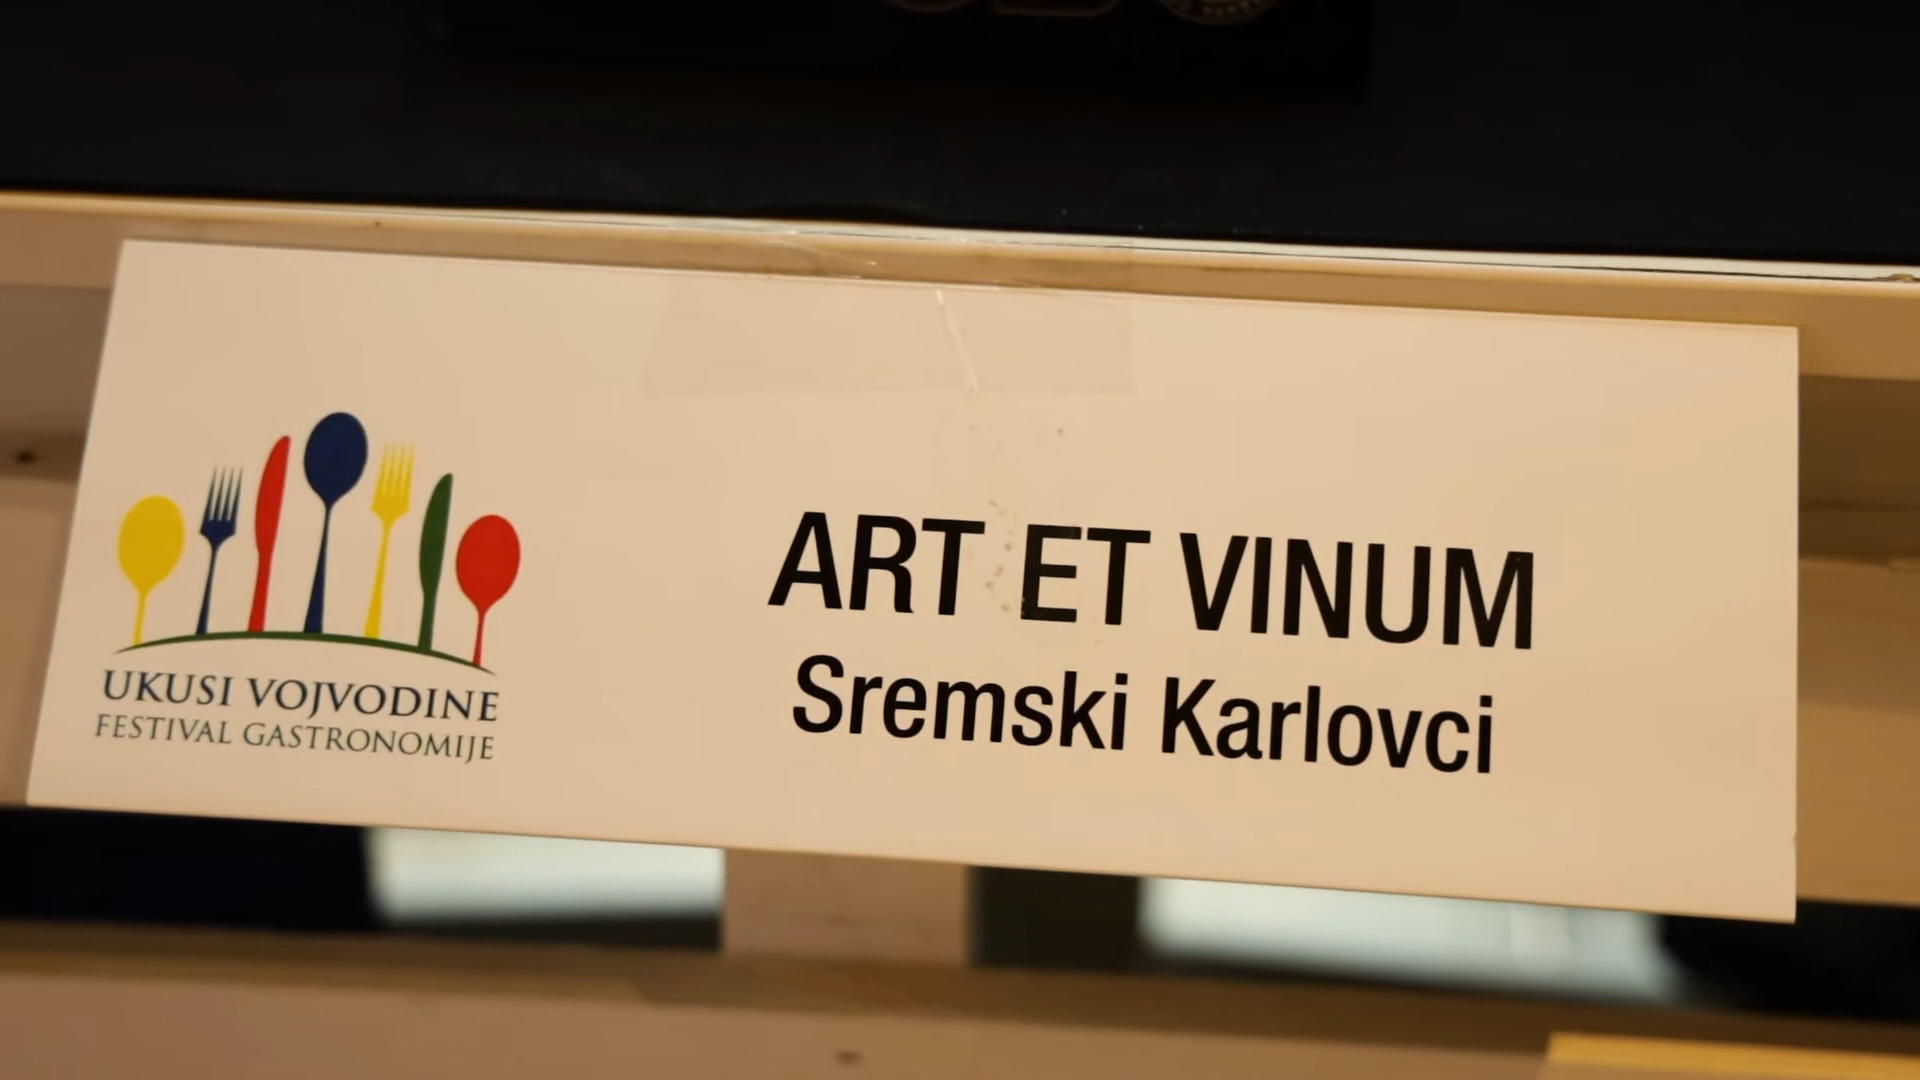 UKUSI VOJVODINE
FESTIVAL GASTRONOMIJE
ART ET VINUM
Sremski Karlovci